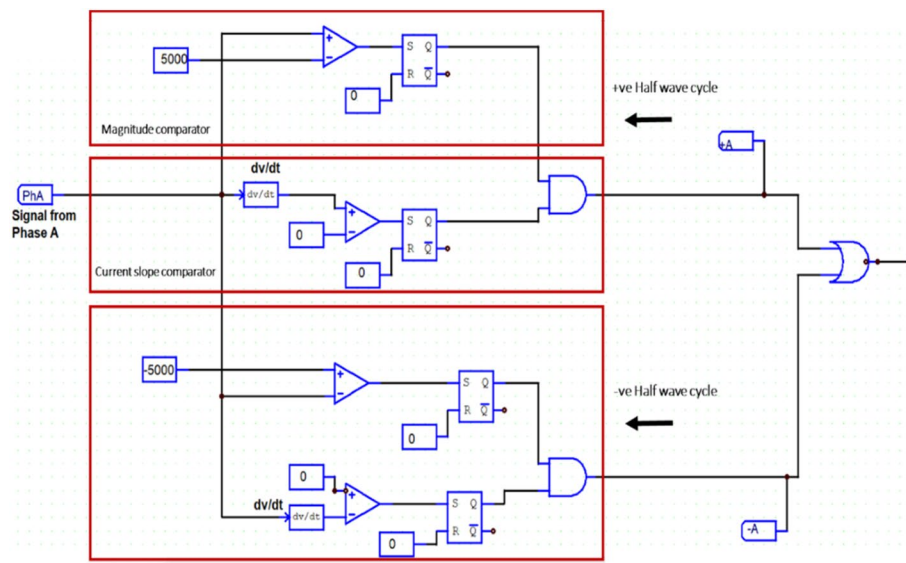 5000
S Q
R Q̅
0
Magnitude comparator
+ve Half wave cycle
+A
dv/dt
PhA
dv/dt
Signal from
Phase A
0
S Q
R Q̅
0
Current slope comparator
-5000
S Q
R Q̅
0
-ve Half wave cycle
0
dv/dt
dv/dt
S Q
R Q̅
0
-A